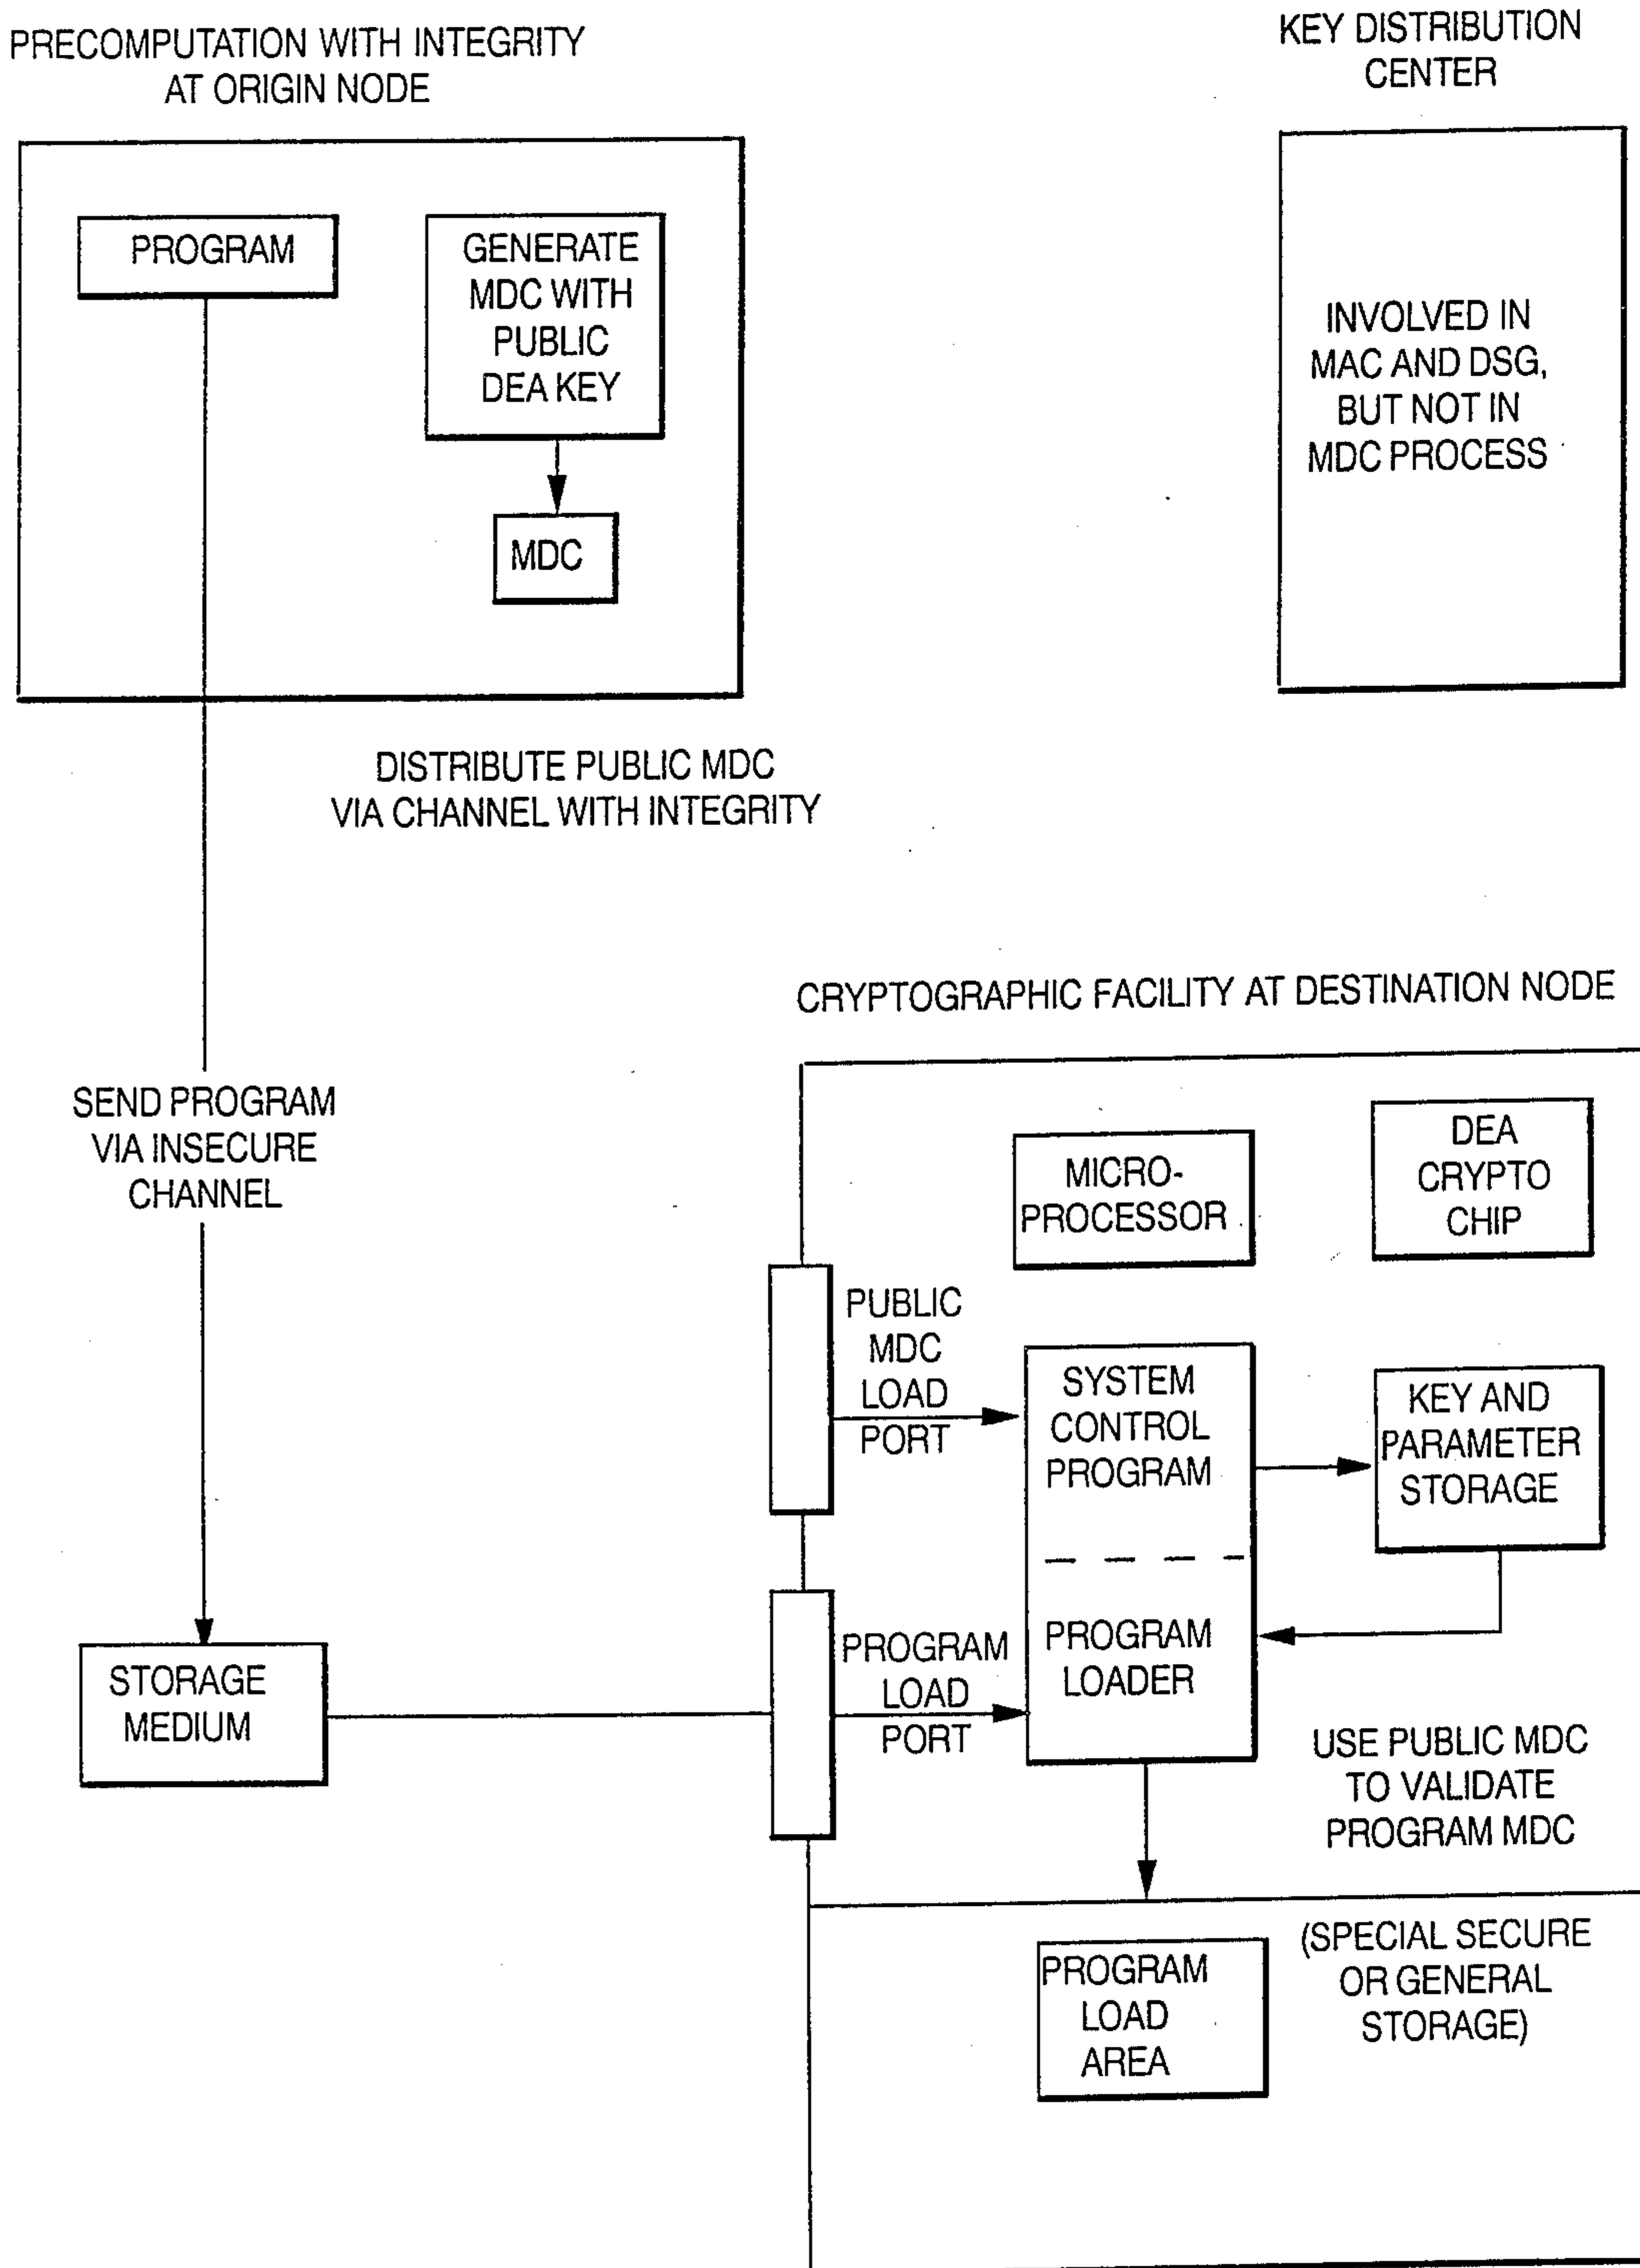 PRECOMPUTATION WITH INTEGRITY
AT ORIGIN NODE
KEY DISTRIBUTION
CENTER
PROGRAM
GENERATE
MDC WITH
PUBLIC
DEA KEY
MDC
INVOLVED IN
MAC AND DSG,
BUT NOT IN
MDC PROCESS
DISTRIBUTE PUBLIC MDC
VIA CHANNEL WITH INTEGRITY
SEND PROGRAM
VIA INSECURE
CHANNEL
CRYPTOGRAPHIC FACILITY AT DESTINATION NODE
MICRO-
PROCESSOR
DEA
CRYPTO
CHIP
PUBLIC
MDC
LOAD
PORT
SYSTEM
CONTROL
PROGRAM
KEY AND
PARAMETER
STORAGE
STORAGE
MEDIUM
PROGRAM
LOAD
PORT
PROGRAM
LOADER
USE PUBLIC MDC
TO VALIDATE
PROGRAM MDC
PROGRAM
LOAD
AREA
(SPECIAL SECURE
OR GENERAL
STORAGE)